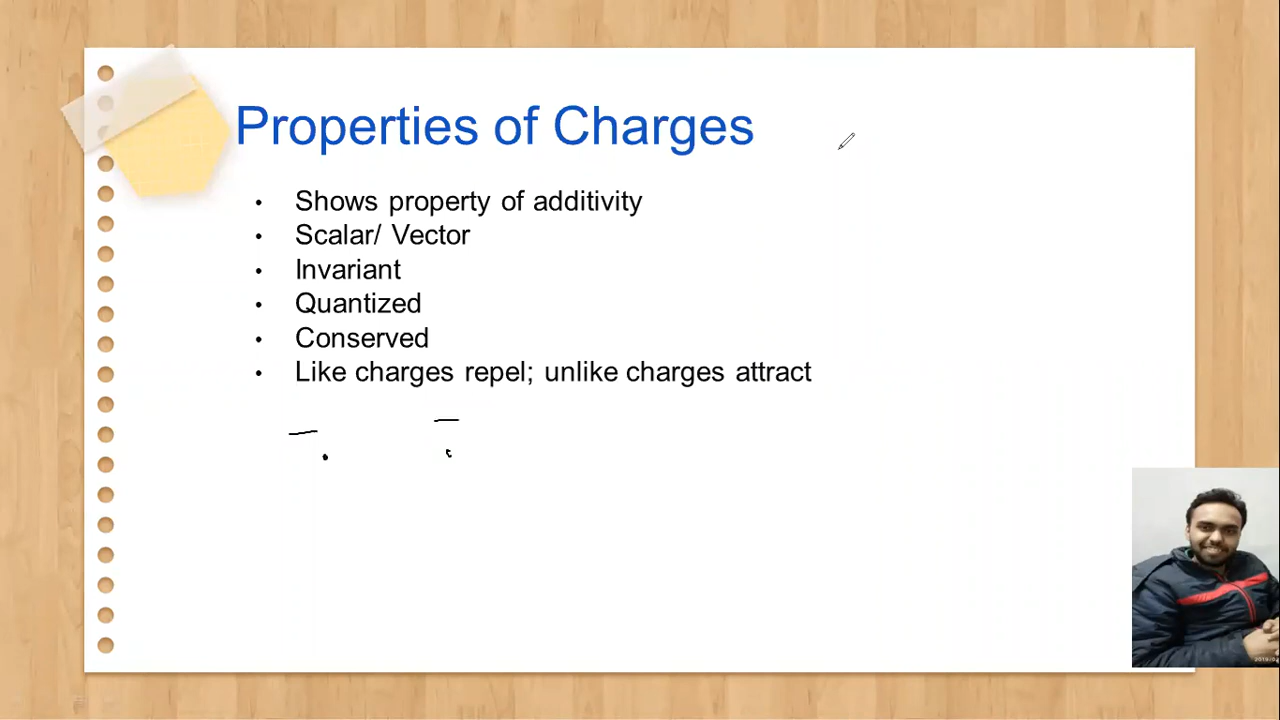 Properties of Charges
• Shows property of additivity
• Scalar/ Vector
• Invariant
• Quantized
• Conserved
• Like charges repel; unlike charges attract